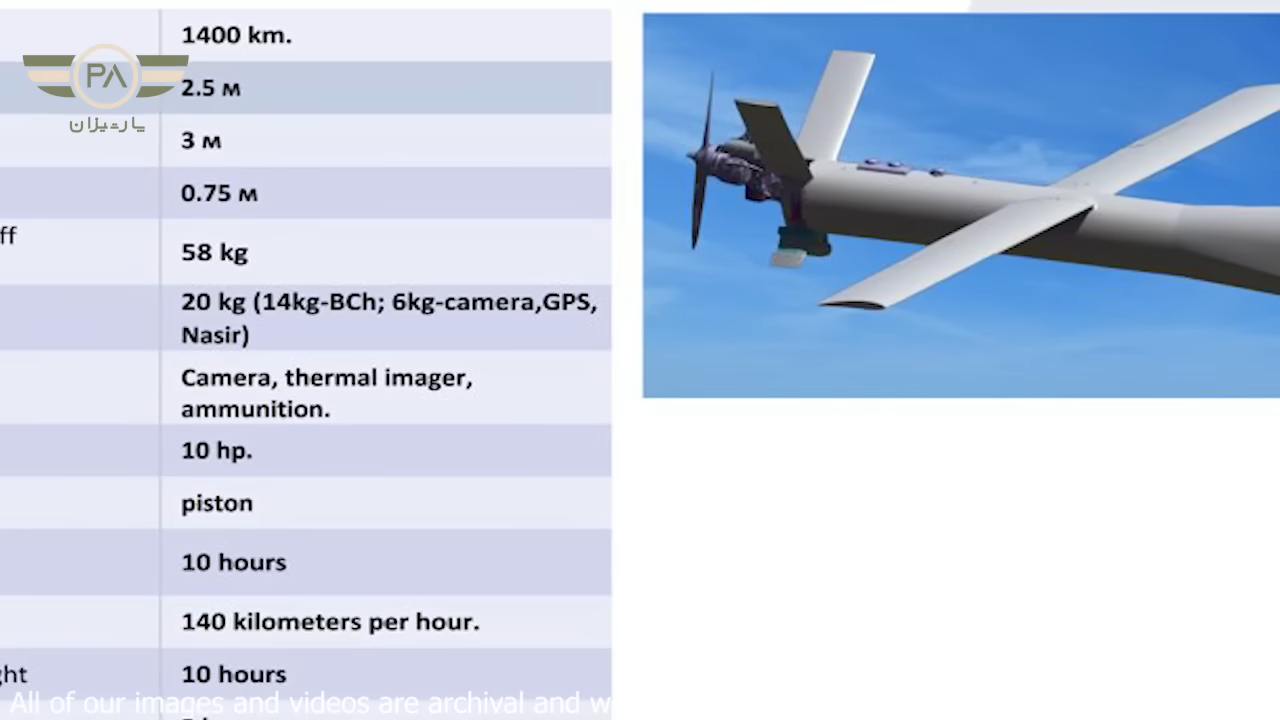 1400 km.
PA
یارتیزان
2.5 м
3 м
0.75 м
ff
58 kg
20 kg (14kg-BCh; 6kg-camera,GPS,
Nasir)
Camera, thermal imager,
ammunition.
10 hp.
piston
10 hours
140 kilometers per hour.
ght
10 hours
All of our images and videos are archival and w